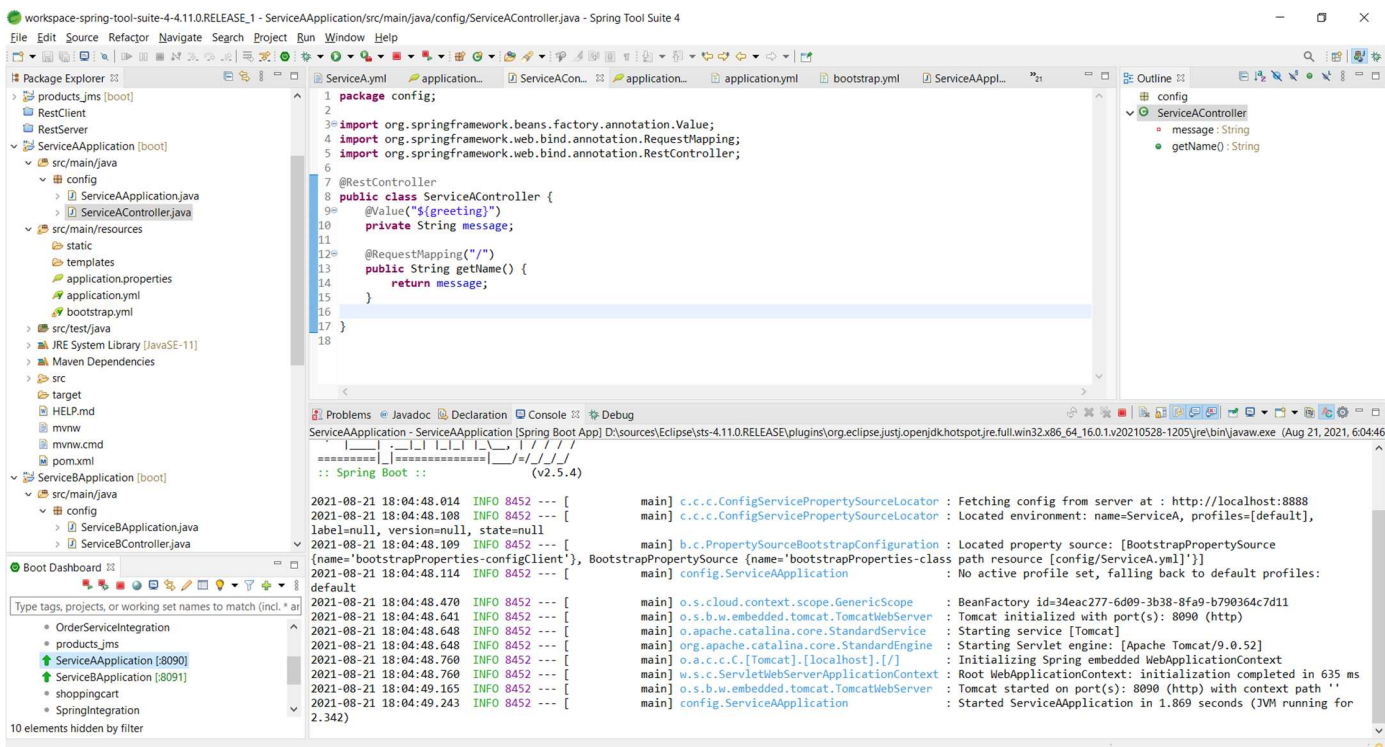 workspace-spring-tool-suite-4-4.11.0.RELEASE_1 - ServiceAApplication/src/main/java/config/ServiceAController.java - Spring Tool Suite 4
File Edit Source Refactor Navigate Search Project Run Window Help
Package Explorer
products_jms [boot]
RestClient
RestServer
ServiceAApplication [boot]
src/main/java
config
ServiceAApplication.java
ServiceAController.java
src/main/resources
static
templates
application.properties
application.yml
bootstrap.yml
src/test/java
JRE System Library [JavaSE-11]
Maven Dependencies
src
target
HELP.md
mvnw
mvnw.cmd
pom.xml
ServiceBApplication [boot]
src/main/java
config
ServiceBApplication.java
ServiceBController.java
Boot Dashboard
Type tags, projects, or working set names to match (incl. * ar
OrderServiceIntegration
products_jms
ServiceAApplication [:8090]
ServiceBApplication [:8091]
shoppingcart
SpringIntegration
10 elements hidden by filter
ServiceA.yml application... ServiceACon... application... application.yml bootstrap.yml ServiceAAppl... »21
1 package config;
2
3 import org.springframework.beans.factory.annotation.Value;
4 import org.springframework.web.bind.annotation.RequestMapping;
5 import org.springframework.web.bind.annotation.RestController;
6
7 @RestController
8 public class ServiceAController {
9 @Value("${greeting}")
10 private String message;
11
12 @RequestMapping("/")
13 public String getName() {
14 return message;
15 }
16
17 }
18
Outline
config
ServiceAController
message : String
getName() : String
Problems Javadoc Declaration Console Debug
ServiceAApplication - ServiceAApplication [Spring Boot App] D:\sources\Eclipse\sts-4.11.0.RELEASE\plugins\org.eclipse.justj.openjdk.hotspot.jre.full.win32.x86_64_16.0.1.v20210528-1205\jre\bin\javaw.exe (Aug 21, 2021, 6:04:46
' |____| .__|_| |_|_| |_\__, | / / / /
=========|_|==============|___/=/_/_/_/
:: Spring Boot :: (v2.5.4)
2021-08-21 18:04:48.014 INFO 8452 --- [ main] c.c.c.ConfigServicePropertySourceLocator : Fetching config from server at : http://localhost:8888
2021-08-21 18:04:48.108 INFO 8452 --- [ main] c.c.c.ConfigServicePropertySourceLocator : Located environment: name=ServiceA, profiles=[default],
label=null, version=null, state=null
2021-08-21 18:04:48.109 INFO 8452 --- [ main] b.c.PropertySourceBootstrapConfiguration : Located property source: [BootstrapPropertySource
{name='bootstrapProperties-configClient'}, BootstrapPropertySource {name='bootstrapProperties-class path resource [config/ServiceA.yml]'}]
2021-08-21 18:04:48.114 INFO 8452 --- [ main] config.ServiceAApplication : No active profile set, falling back to default profiles:
default
2021-08-21 18:04:48.470 INFO 8452 --- [ main] o.s.cloud.context.scope.GenericScope : BeanFactory id=34eac277-6d09-3b38-8fa9-b790364c7d11
2021-08-21 18:04:48.641 INFO 8452 --- [ main] o.s.b.w.embedded.tomcat.TomcatWebServer : Tomcat initialized with port(s): 8090 (http)
2021-08-21 18:04:48.648 INFO 8452 --- [ main] o.apache.catalina.core.StandardService : Starting service [Tomcat]
2021-08-21 18:04:48.648 INFO 8452 --- [ main] org.apache.catalina.core.StandardEngine : Starting Servlet engine: [Apache Tomcat/9.0.52]
2021-08-21 18:04:48.760 INFO 8452 --- [ main] o.a.c.c.C.[Tomcat].[localhost].[/] : Initializing Spring embedded WebApplicationContext
2021-08-21 18:04:48.760 INFO 8452 --- [ main] w.s.c.ServletWebServerApplicationContext : Root WebApplicationContext: initialization completed in 635 ms
2021-08-21 18:04:49.165 INFO 8452 --- [ main] o.s.b.w.embedded.tomcat.TomcatWebServer : Tomcat started on port(s): 8090 (http) with context path ''
2021-08-21 18:04:49.243 INFO 8452 --- [ main] config.ServiceAApplication : Started ServiceAApplication in 1.869 seconds (JVM running for
2.342)